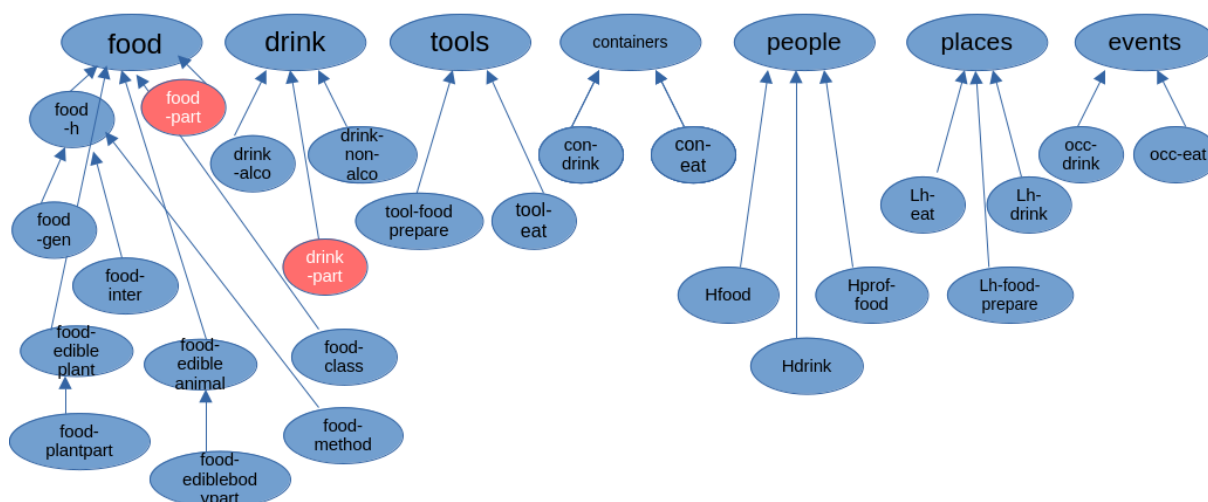 food
drink
tools
containers
people
places
events
food
-h
food
-part
drink
-alco
drink-
non-
alco
con-
drink
con-
eat
occ-
drink
occ-eat
food
-gen
tool-food
prepare
tool-
eat
Lh-
eat
Lh-
drink
food-
inter
drink
-part
Hfood
Hprof-
food
Lh-food-
prepare
food-
edible
plant
food-
edible
animal
food-
class
Hdrink
food-
plantpart
food-
method
food-
ediblebod
ypart